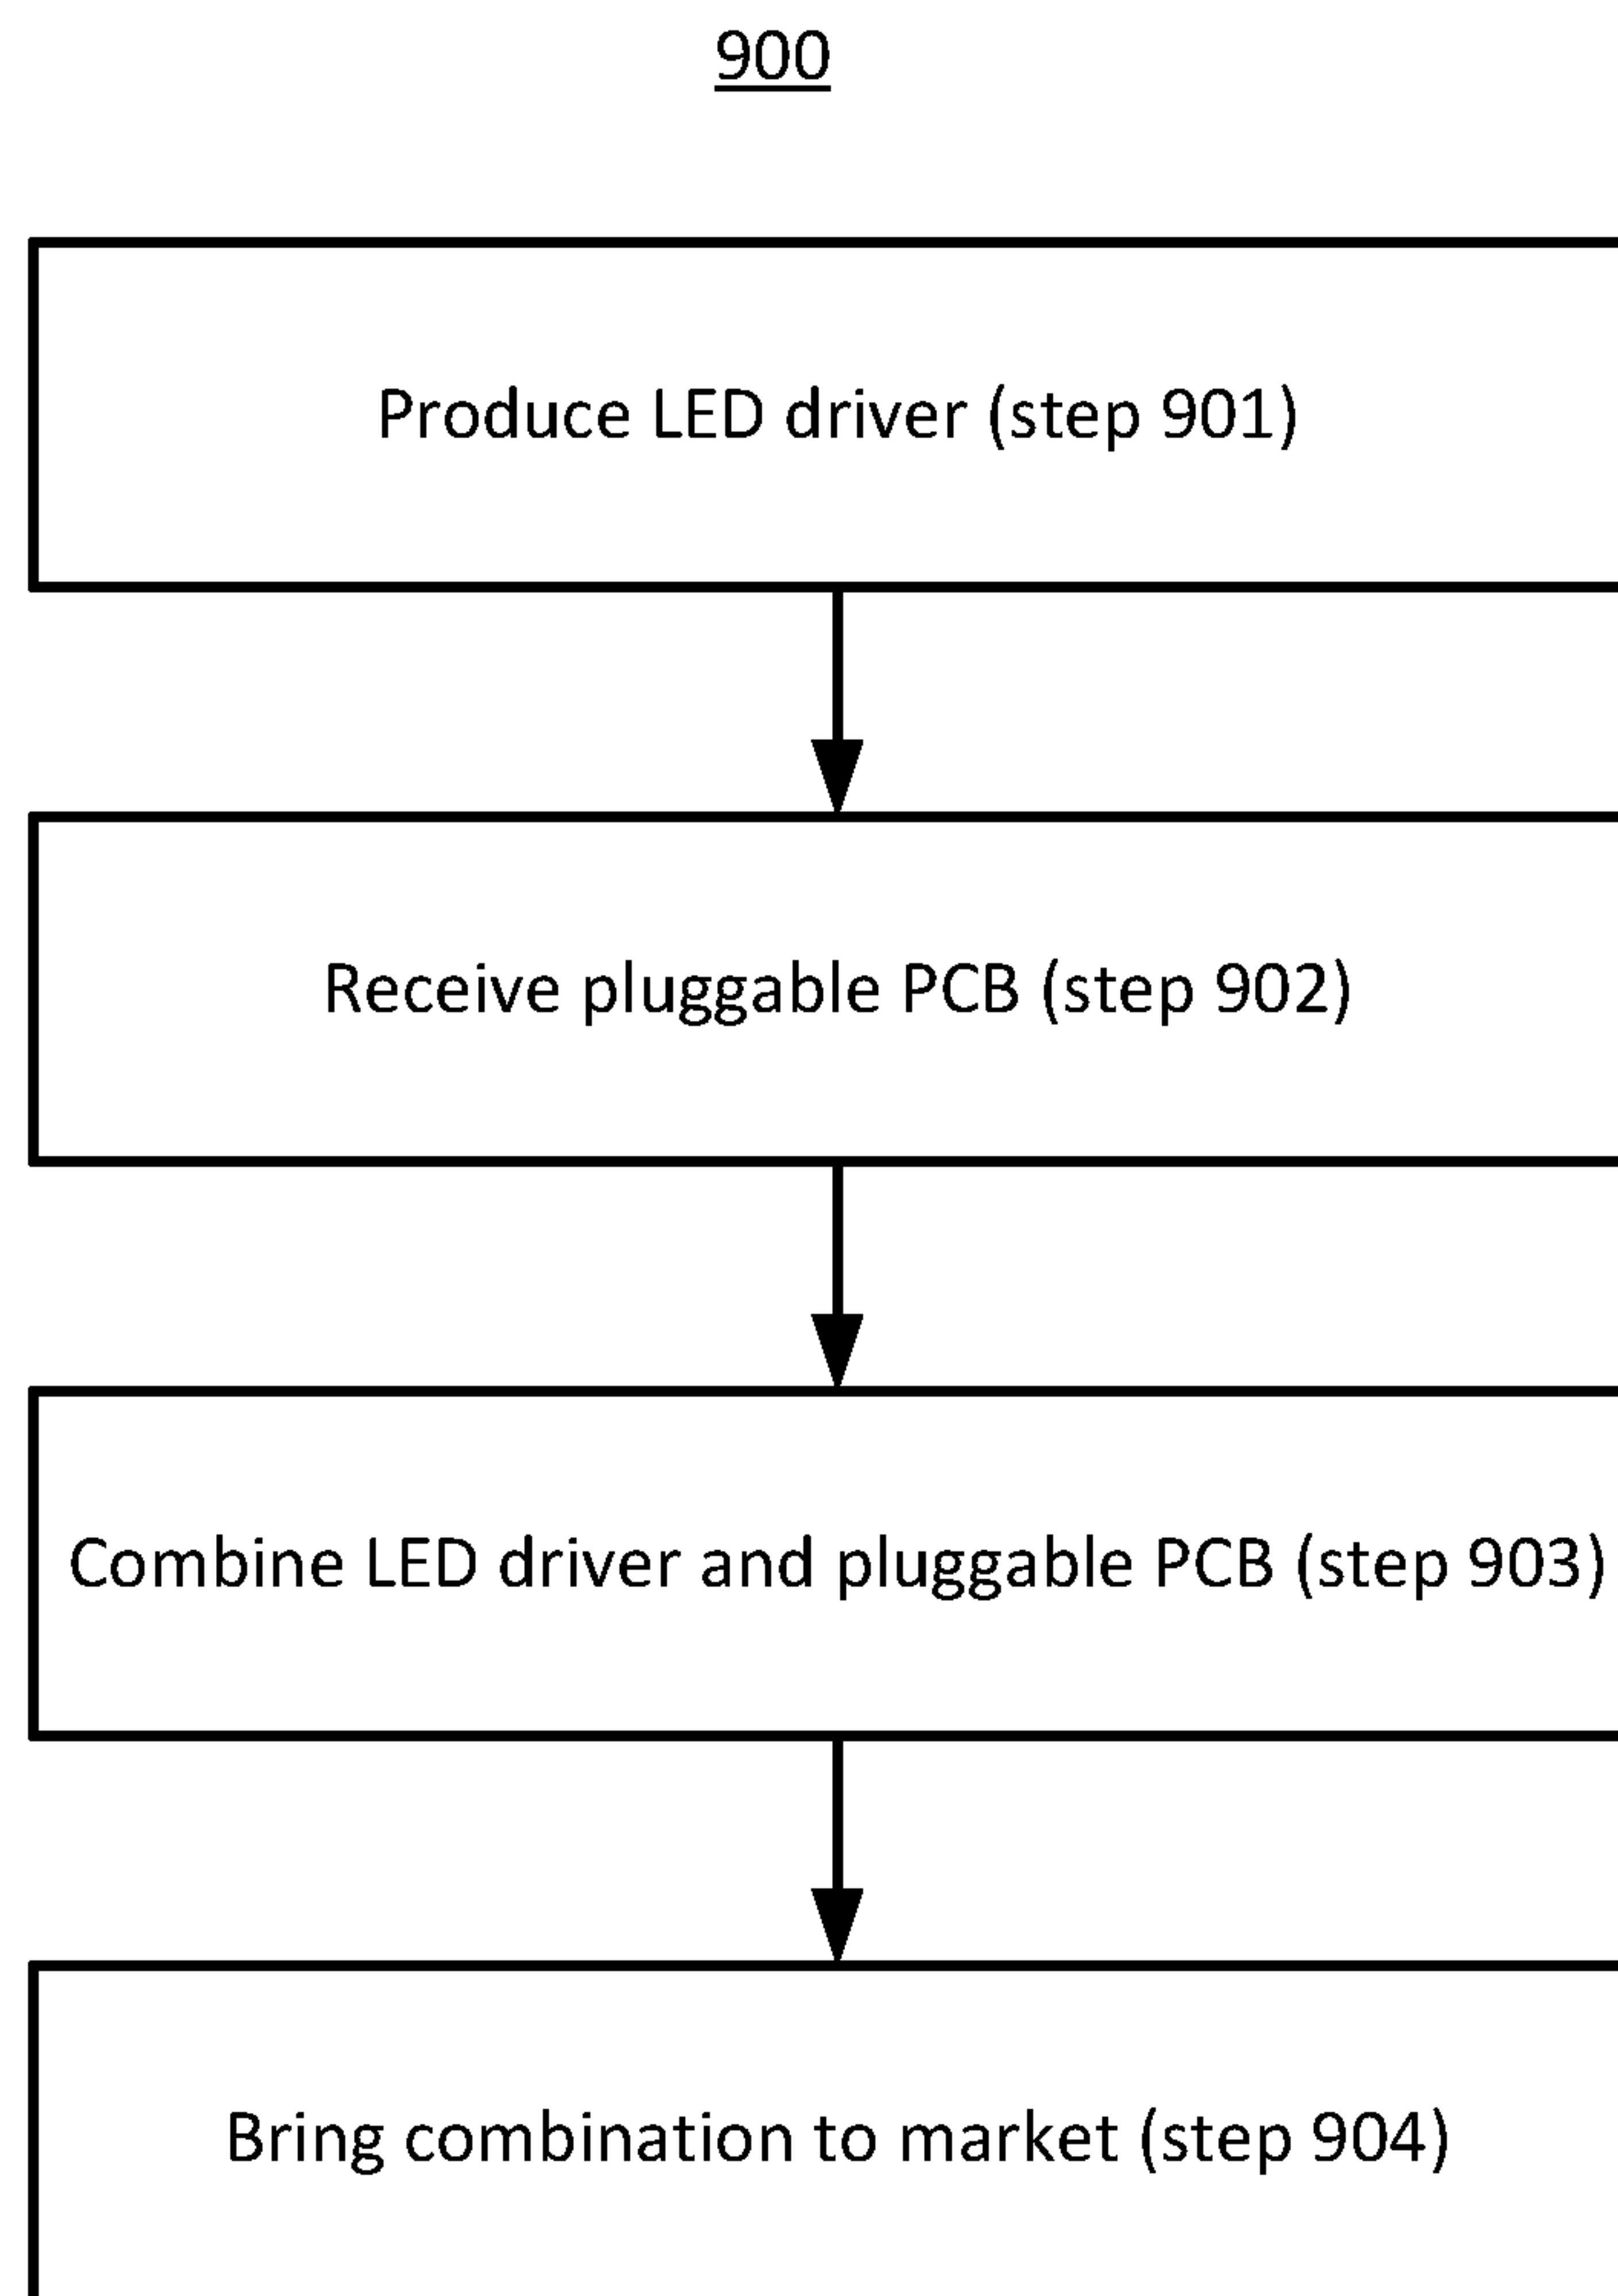 900
Produce LED driver (step 901)
Receive pluggable PCB (step 902)
Combine LED driver and pluggable PCB (step 903)
Bring combination to market (step 904)